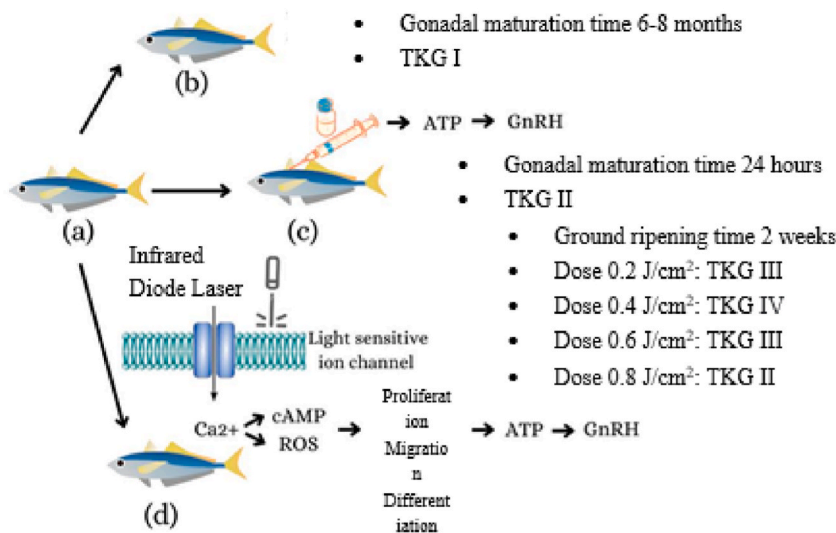 • Gonadal maturation time 6-8 months
• TKG I
(b)
ATP → GnRH
• Gonadal maturation time 24 hours
• TKG II
(a)
(c)
• Ground ripening time 2 weeks
• Dose 0.2 J/cm²: TKG III
• Dose 0.4 J/cm²: TKG IV
• Dose 0.6 J/cm²: TKG III
• Dose 0.8 J/cm²: TKG II
Infrared
Diode Laser
Light sensitive
ion channel
Ca2+
cAMP
ROS
Proliferat
ion
Migratio
n
Different
iation
ATP → GnRH
(d)